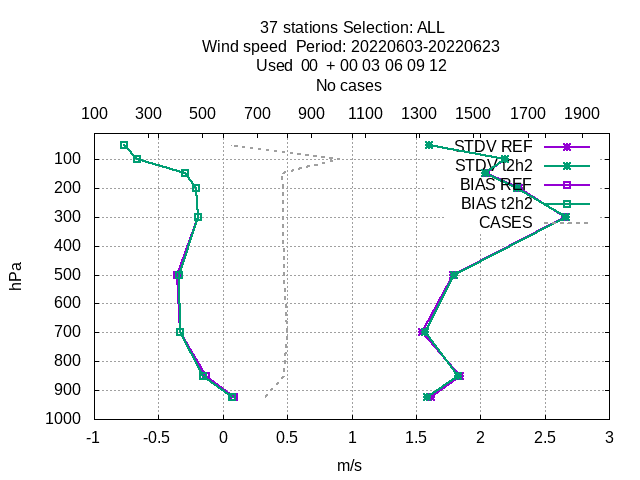 37 stations Selection: ALL
Wind speed  Period: 20220603-20220623
Used  00  + 00 03 06 09 12
No cases
100 300 500 700 900 1100 1300 1500 1700 1900
STDV REF
STDV t2h2
BIAS REF
BIAS t2h2
CASES
hPa
100
200
300
400
500
600
700
800
900
1000
-1 -0.5 0 0.5 1 1.5 2 2.5 3
m/s